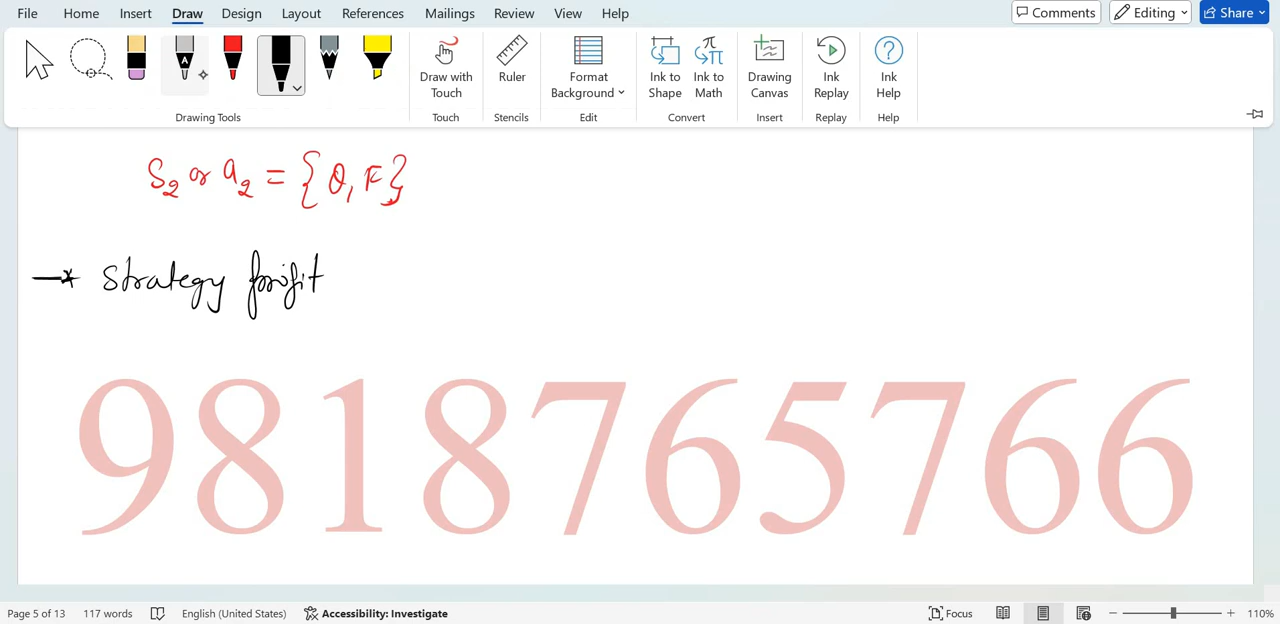 File Home Insert Draw Design Layout References Mailings Review View Help Comments Editing Share
A
Draw with Touch Ruler Format Background Ink to Shape Ink to Math Drawing Canvas Ink Replay Ink Help
Drawing Tools Touch Stencils Edit Convert Insert Replay Help
S2 or a2 = {O, F}
→* Strategy
9818765766
Page 5 of 13 117 words English (United States) Accessibility: Investigate Focus 110%